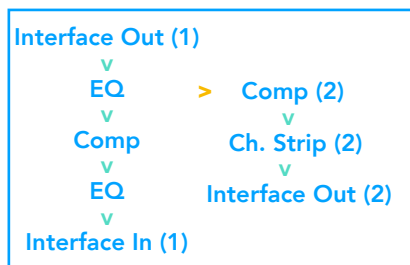 Interface Out (1)
v
EQ > Comp (2)
v v
Comp Ch. Strip (2)
v v
EQ Interface Out (2)
v
Interface In (1)